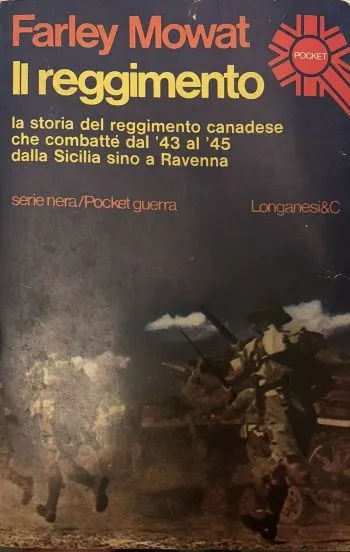 Farley Mowat
Il reggimento
POCKET
la storia del reggimento canadese
che combatté dal '43 al '45
dalla Sicilia sino a Ravenna
serie nera/Pocket guerra
Longanesi&C